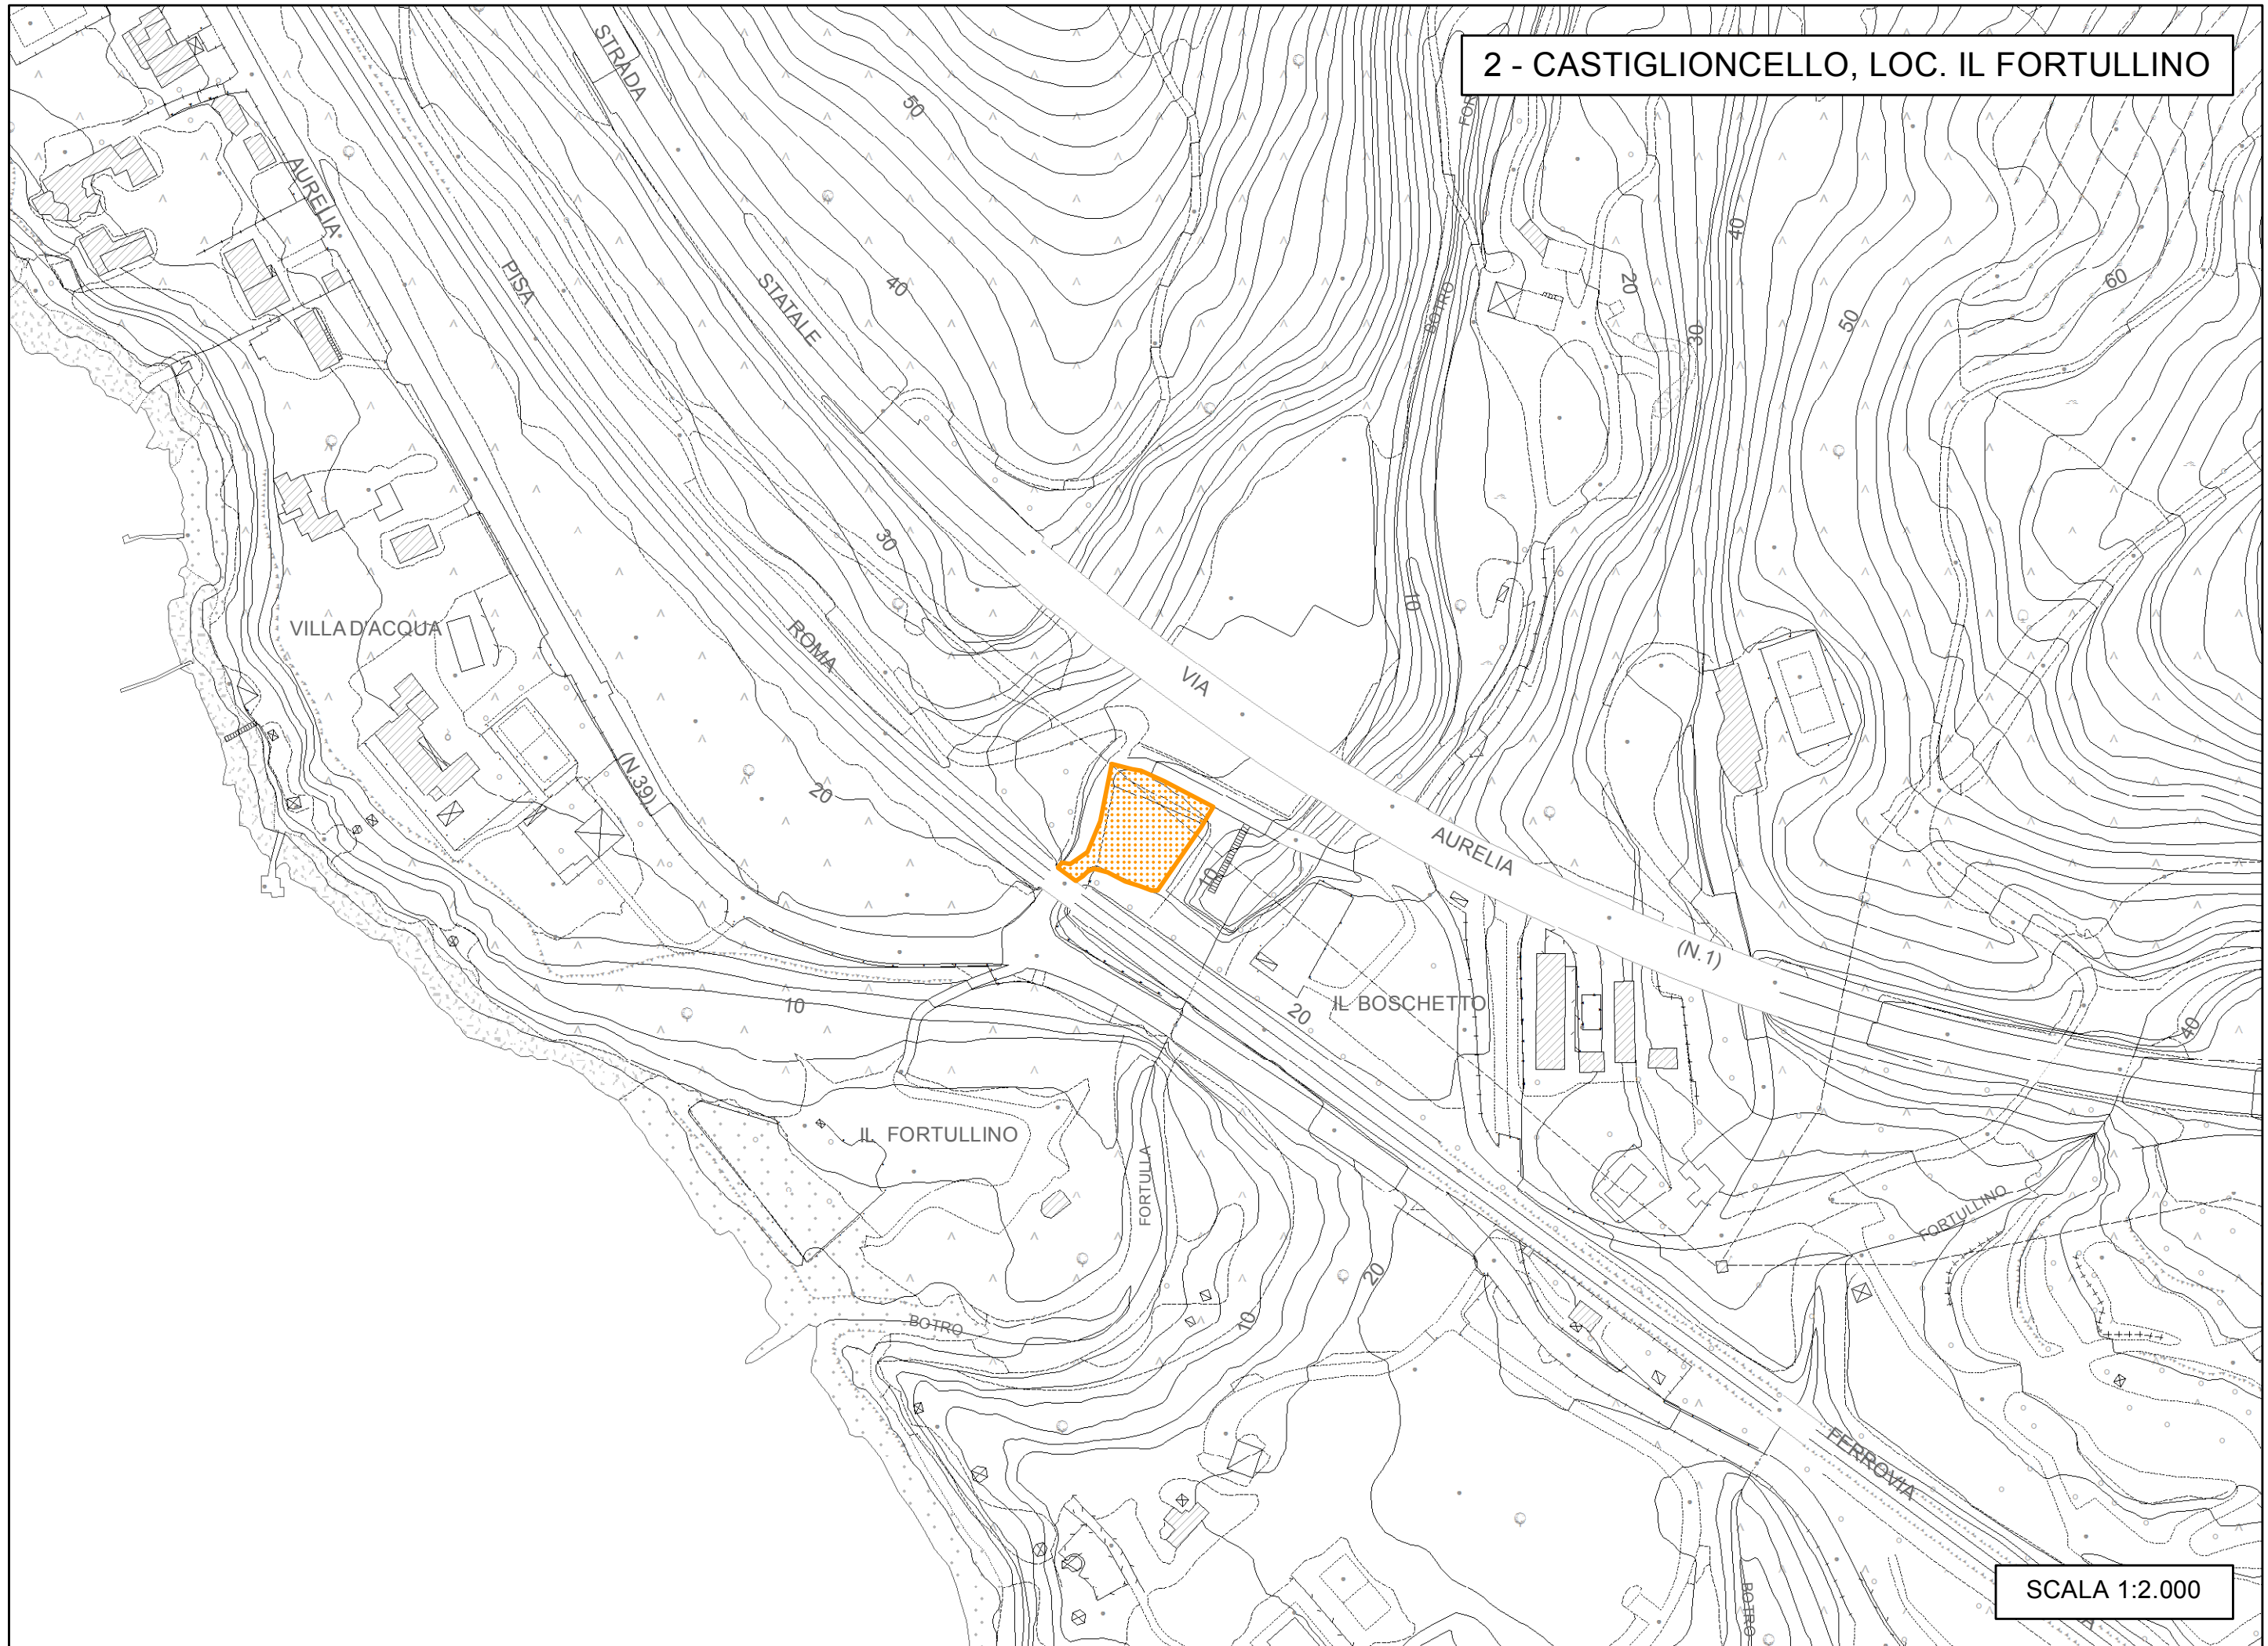 2 - CASTIGLIONCELLO, LOC. IL FORTULLINO
STRADA
50
FOR
AURELIA
PISA
STATALE
40
BOTRO
20
40
30
50
60
30
10
VILLA D'ACQUA
ROMA
VIA
(N.39)
20
AURELIA
10
(N.1)
10
20
IL BOSCHETTO
40
IL FORTULLINO
FORTULLA
FORTULLINO
20
10
BOTRO
FERROVIA
BOTRO
SCALA 1:2.000